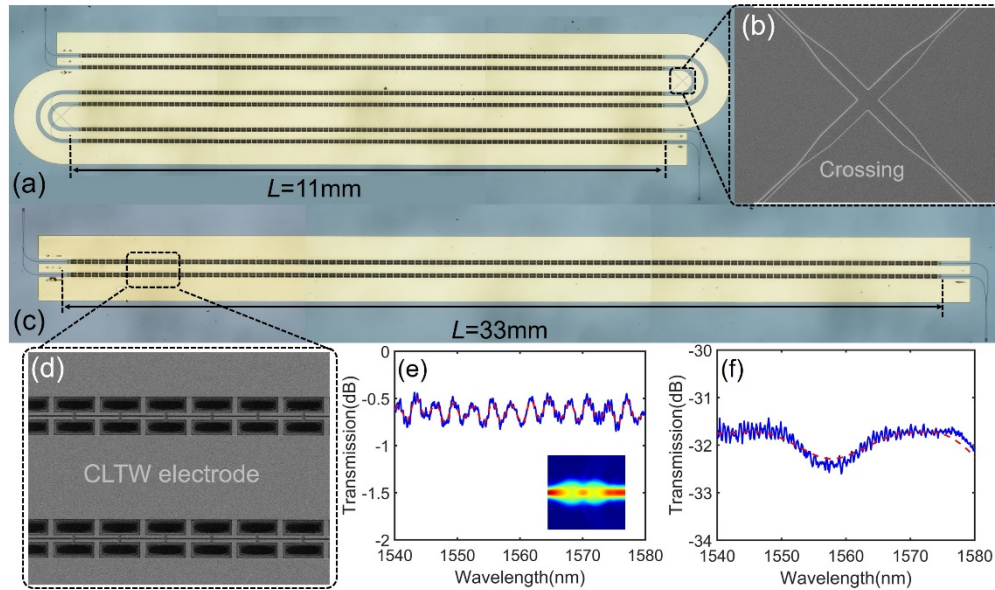 (a)
L=11mm
(b)
Crossing
(c)
L=33mm
(d)
CLTW electrode
(e)
Transmission(dB)
0
-0.5
-1
-1.5
-2
1540 1550 1560 1570 1580
Wavelength(nm)
(f)
Transmission(dB)
-30
-31
-32
-33
-34
1540 1550 1560 1570 1580
Wavelength(nm)